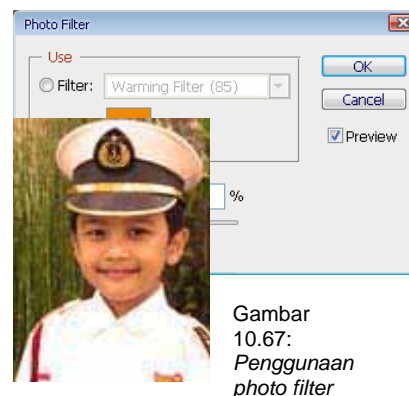 Photo Filter
Use
Filter: Warming Filter (85)
OK
Cancel
Preview
%
Gambar
10.67:
Penggunaan
photo filter